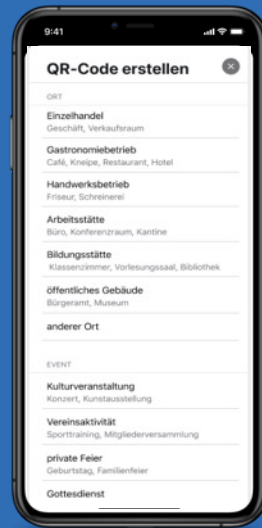 9:41
QR-Code erstellen
ORT
Einzelhandel
Geschäft, Verkaufsraum
Gastronomiebetrieb
Café, Kneipe, Restaurant, Hotel
Handwerksbetrieb
Friseur, Schreinerei
Arbeitsstätte
Büro, Konferenzraum, Kantine
Bildungsstätte
Klassenzimmer, Vorlesungssaal, Bibliothek
öffentliches Gebäude
Bürgeramt, Museum
anderer Ort
EVENT
Kulturveranstaltung
Konzert, Kunstausstellung
Vereinsaktivität
Sporttraining, Mitgliederversammlung
private Feier
Geburtstag, Familienfeier
Gottesdienst